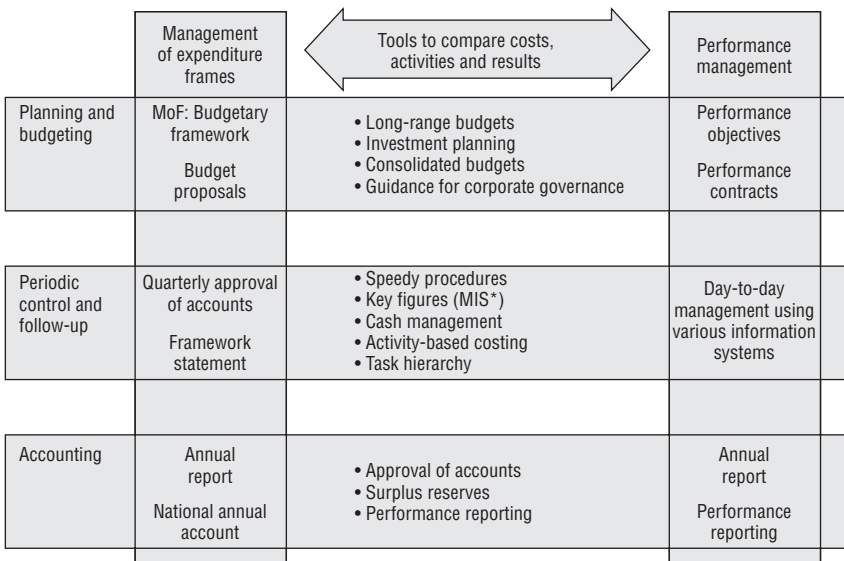 Management
of expenditure
frames
Tools to compare costs,
activities and results
Performance
management
Planning and
budgeting
MoF: Budgetary
framework
Budget
proposals
• Long-range budgets
• Investment planning
• Consolidated budgets
• Guidance for corporate governance
Performance
objectives
Performance
contracts
Periodic
control and
follow-up
Quarterly approval
of accounts
Framework
statement
• Speedy procedures
• Key figures (MIS*)
• Cash management
• Activity-based costing
• Task hierarchy
Day-to-day
management using
various information
systems
Accounting
Annual
report
National annual
account
• Approval of accounts
• Surplus reserves
• Performance reporting
Annual
report
Performance
reporting